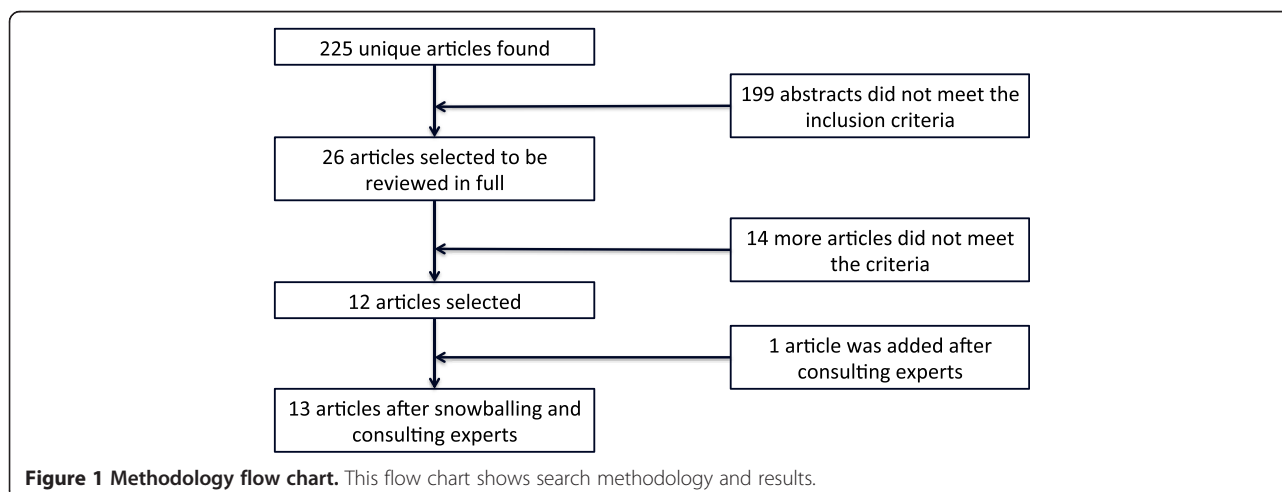 225 unique articles found
199 abstracts did not meet the
inclusion criteria
26 articles selected to be
reviewed in full
14 more articles did not meet
the criteria
12 articles selected
1 article was added after
consulting experts
13 articles after snowballing and
consulting experts
Figure 1 Methodology flow chart. This flow chart shows search methodology and results.